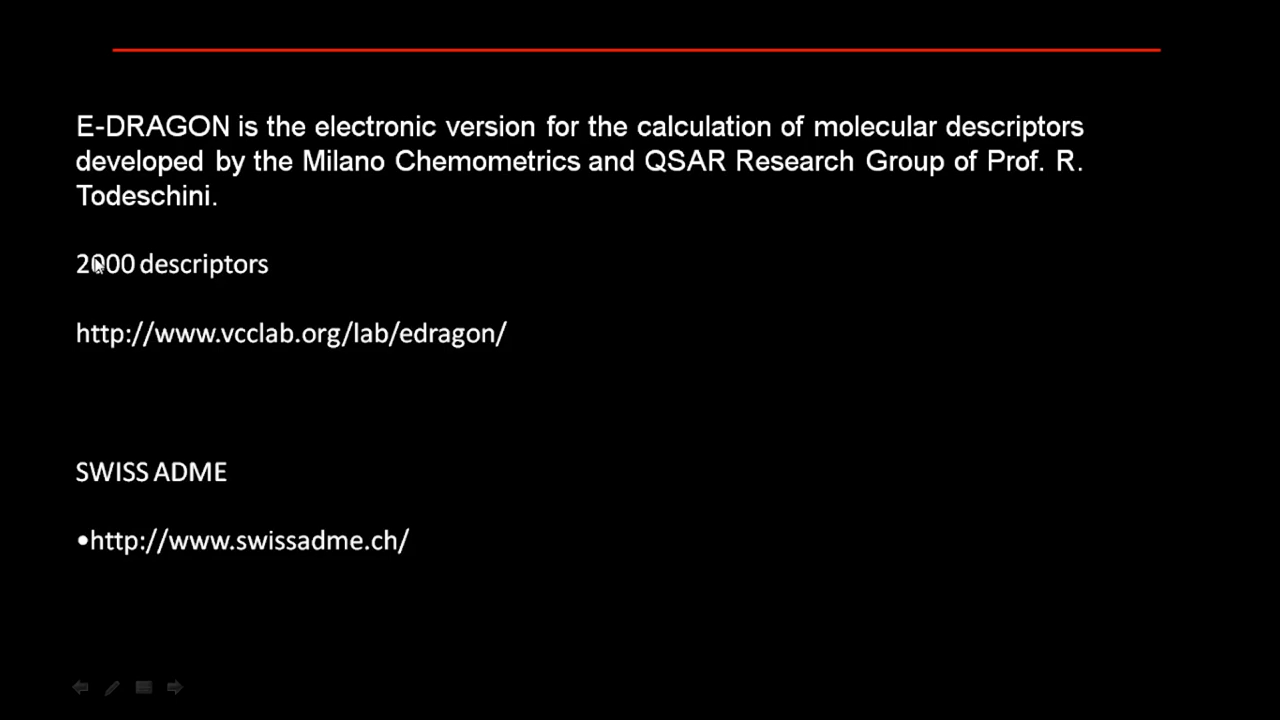 E-DRAGON is the electronic version for the calculation of molecular descriptors
developed by the Milano Chemometrics and QSAR Research Group of Prof. R.
Todeschini.
2000 descriptors
http://www.vcclab.org/lab/edragon/
SWISS ADME
•http://www.swissadme.ch/